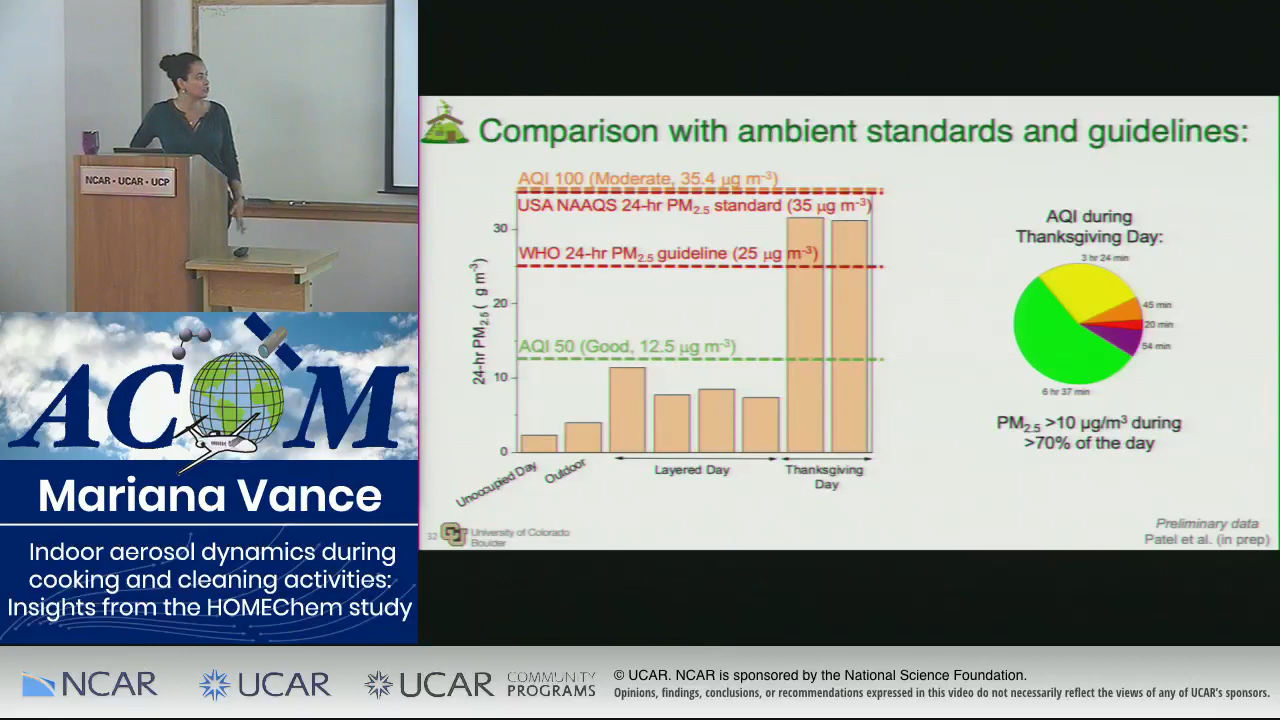 NCAR • UCAR • UCP
ACOM
Mariana Vance
Indoor aerosol dynamics during
cooking and cleaning activities:
Insights from the HOMEChem study
Comparison with ambient standards and guidelines:
AQI 100 (Moderate, 35.4 µg m⁻³)
USA NAAQS 24-hr PM₂.₅ standard (35 µg m⁻³)
WHO 24-hr PM₂.₅ guideline (25 µg m⁻³)
AQI 50 (Good, 12.5 µg m⁻³)
24-hr PM₂.₅ ( g m⁻³)
30
20
10
0
Unoccupied Day
Outdoor
Layered Day
Thanksgiving
Day
AQI during
Thanksgiving Day:
3 hr 24 min
45 min
20 min
54 min
6 hr 37 min
PM₂.₅ >10 µg/m³ during
>70% of the day
32
CU
University of Colorado
Boulder
Preliminary data
Patel et al. (in prep)
NCAR
UCAR
UCAR
COMMUNITY
PROGRAMS
© UCAR. NCAR is sponsored by the National Science Foundation.
Opinions, findings, conclusions, or recommendations expressed in this video do not necessarily reflect the views of any of UCAR's sponsors.